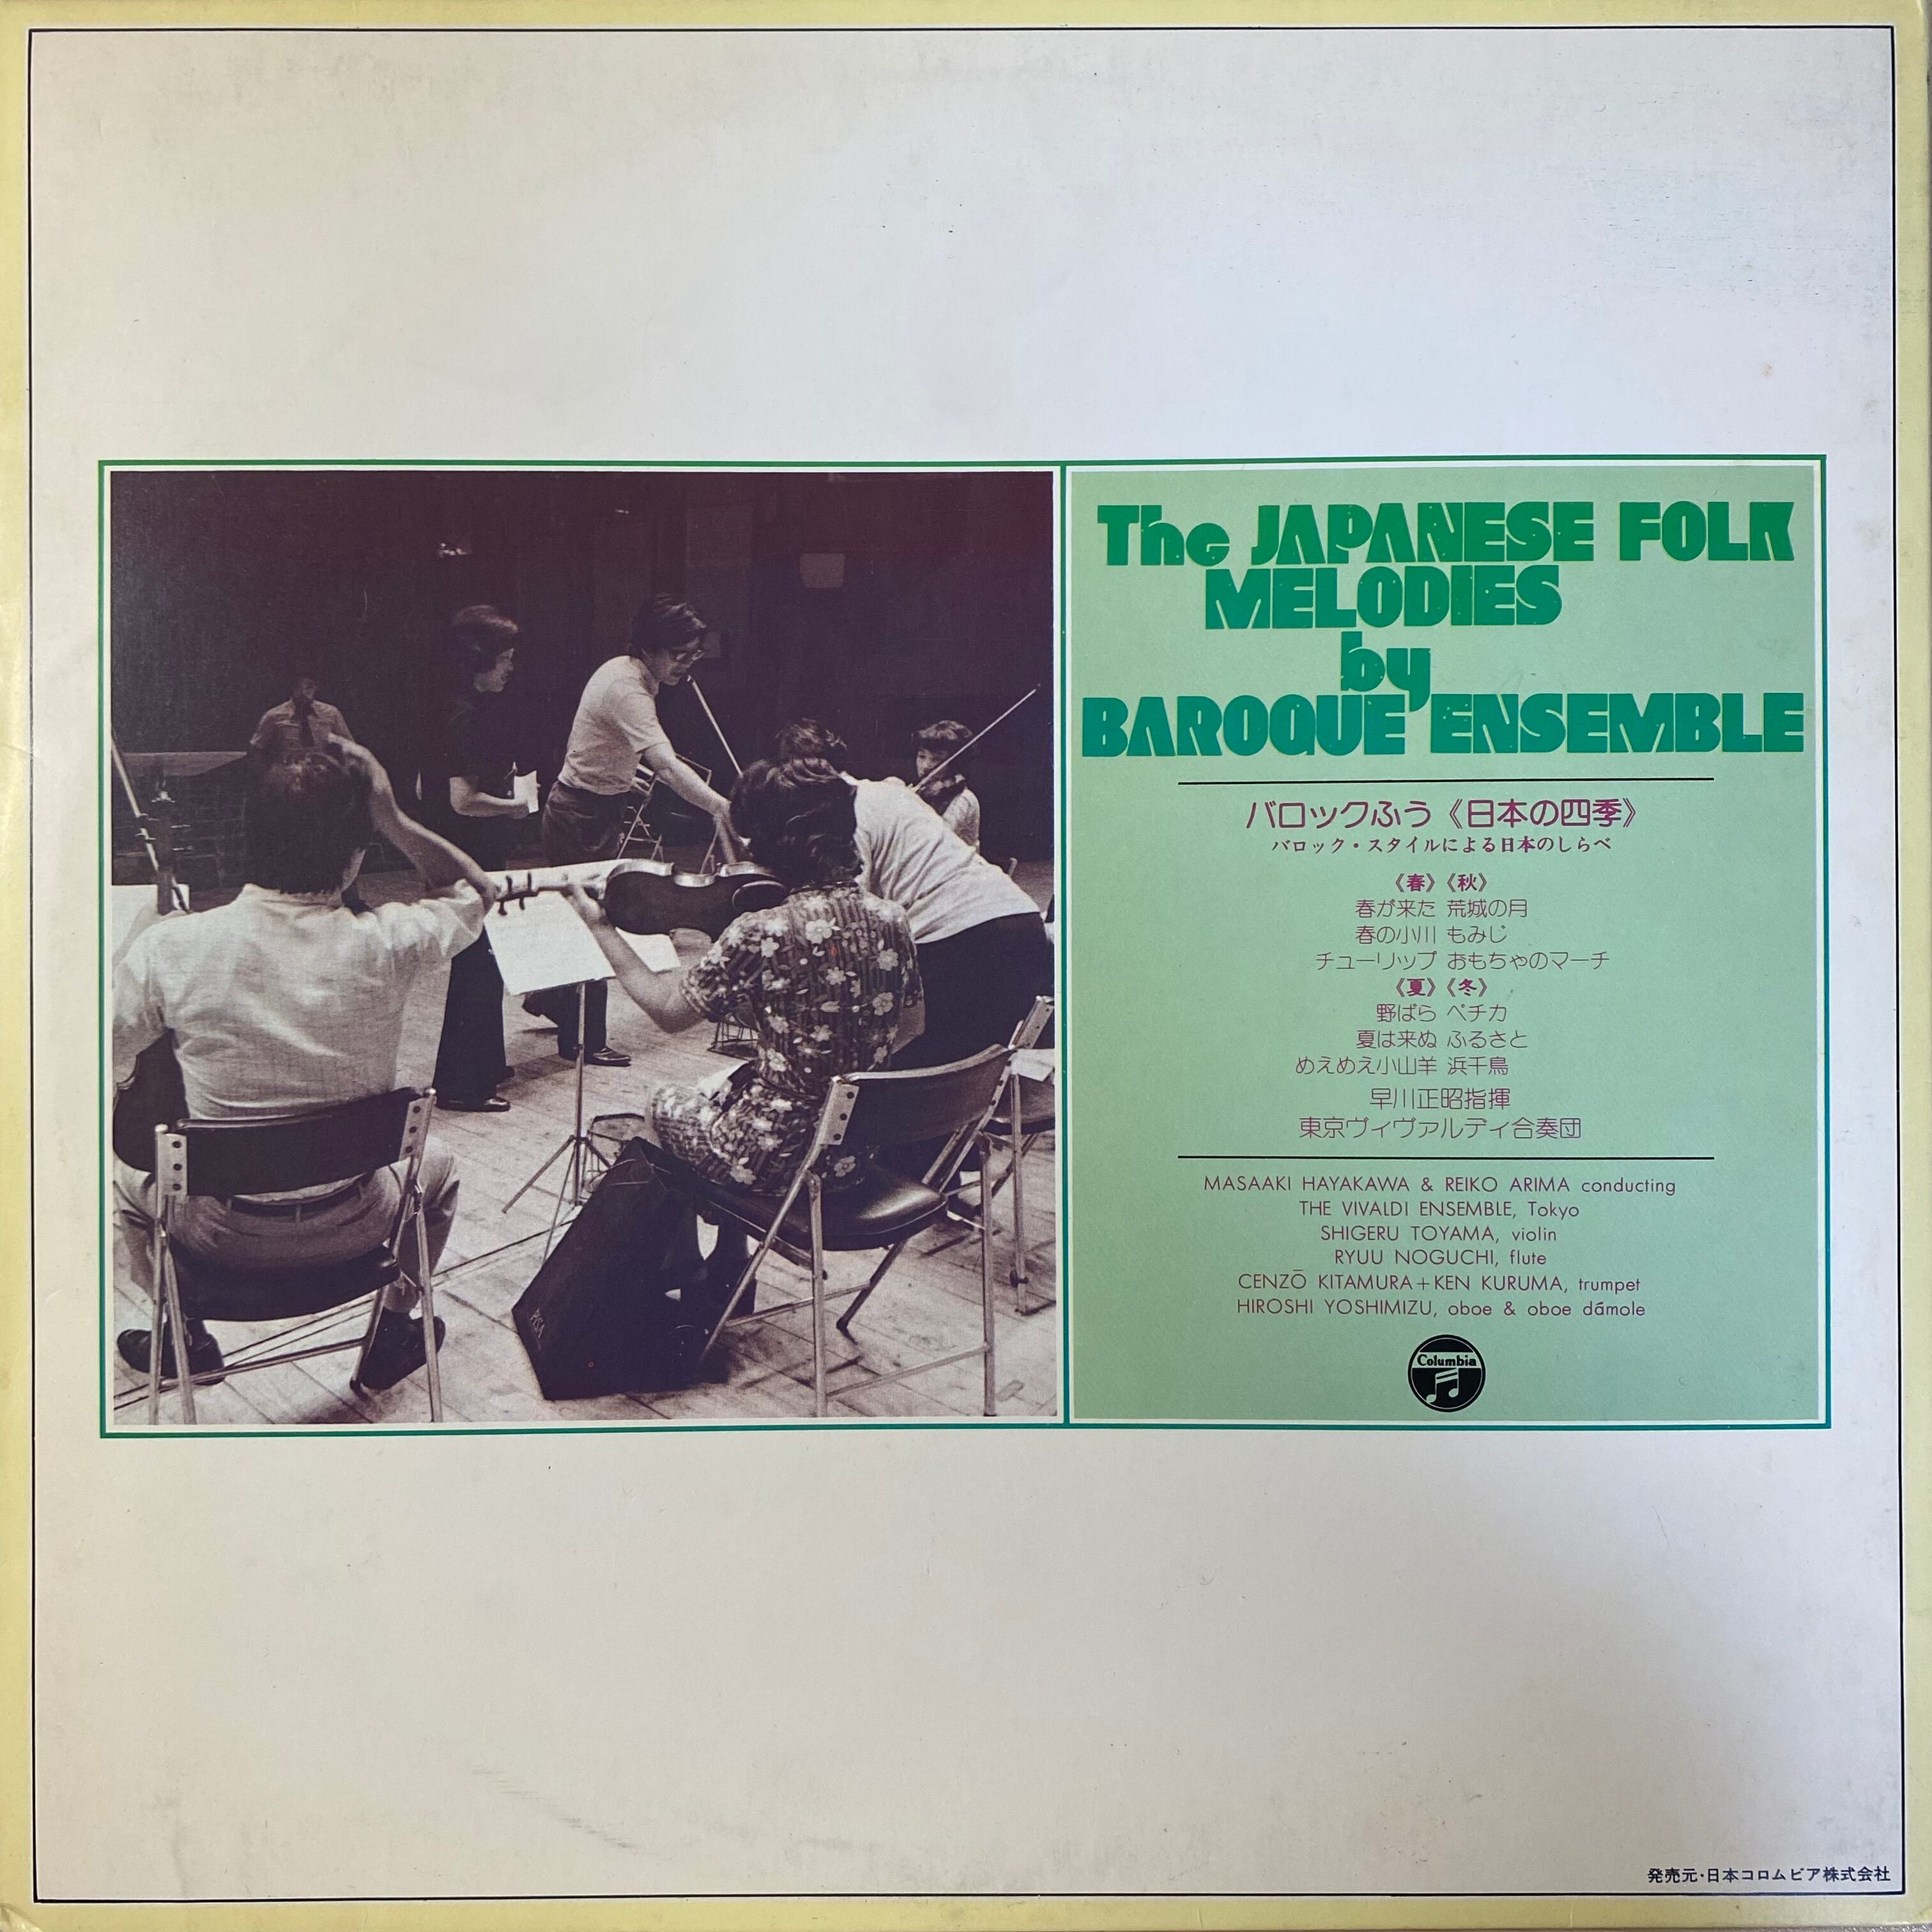 The JAPANESE FOLK
MELODIES
by
BAROQUE ENSEMBLE
バロックふう《日本の四季》
バロック・スタイルによる日本のしらべ
《春》《秋》
春が来た 荒城の月
春の小川 もみじ
チューリップ おもちゃのマーチ
《夏》《冬》
野ばら ペチカ
夏は来ぬ ふるさと
めえめえ小山羊 浜千鳥
早川正昭指揮
東京ヴィヴァルディ合奏団
MASAAKI HAYAKAWA & REIKO ARIMA conducting
THE VIVALDI ENSEMBLE, Tokyo
SHIGERU TOYAMA, violin
RYUU NOGUCHI, flute
CENZŌ KITAMURA+KEN KURUMA, trumpet
HIROSHI YOSHIMIZU, oboe & oboe dāmole
Columbia
発売元・日本コロムビア株式会社